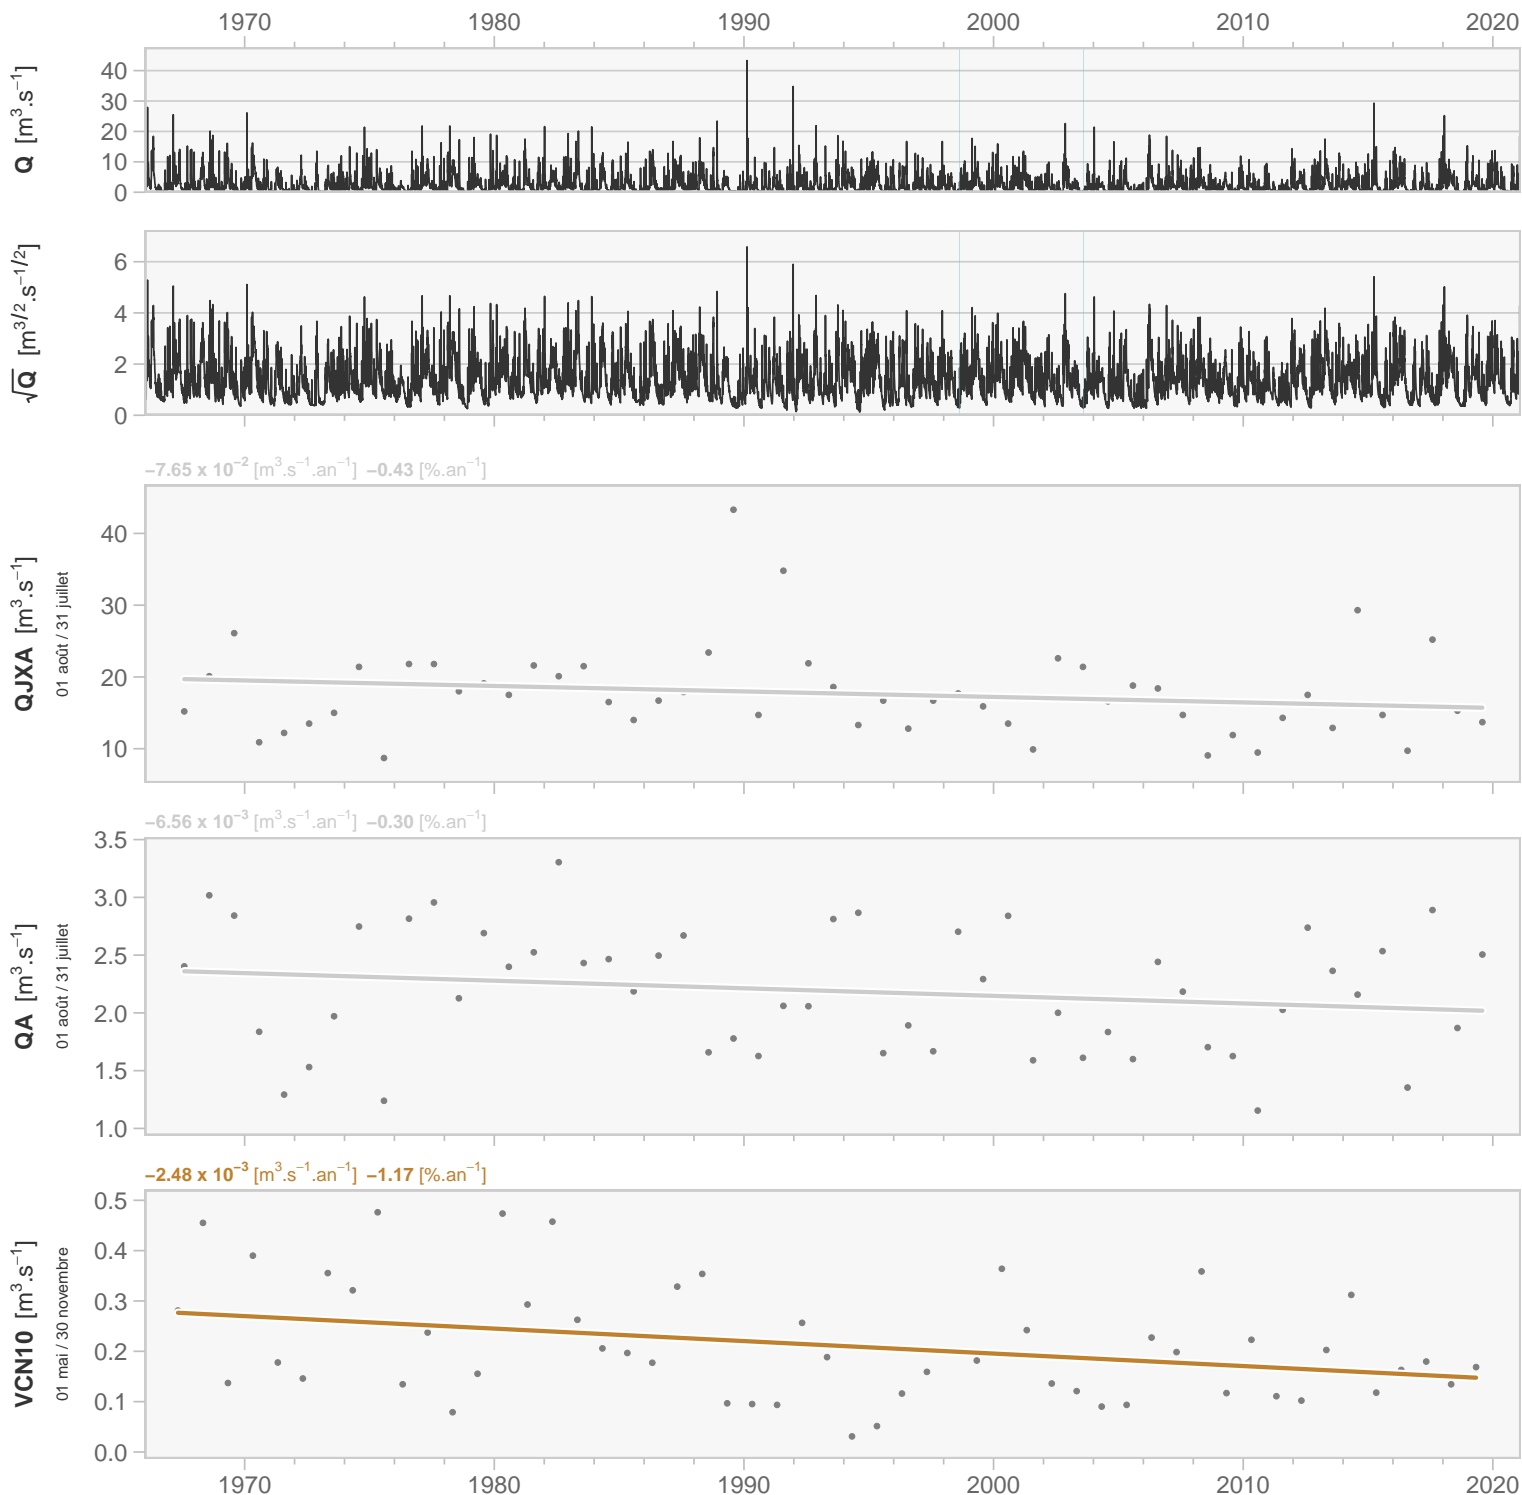 1970 1980 1990 2000 2010 2020
Q [m³.s⁻¹]
40
30
20
10
0
√Q [m^3/2.s^−1/2]
6
4
2
0
−7.65 x 10⁻² [m³.s⁻¹.an⁻¹] −0.43 [%.an⁻¹]
QJXA [m³.s⁻¹]
01 août / 31 juillet
40
30
20
10
−6.56 x 10⁻³ [m³.s⁻¹.an⁻¹] −0.30 [%.an⁻¹]
QA [m³.s⁻¹]
01 août / 31 juillet
3.5
3.0
2.5
2.0
1.5
1.0
−2.48 x 10⁻³ [m³.s⁻¹.an⁻¹] −1.17 [%.an⁻¹]
VCN10 [m³.s⁻¹]
01 mai / 30 novembre
0.5
0.4
0.3
0.2
0.1
0.0
1970 1980 1990 2000 2010 2020